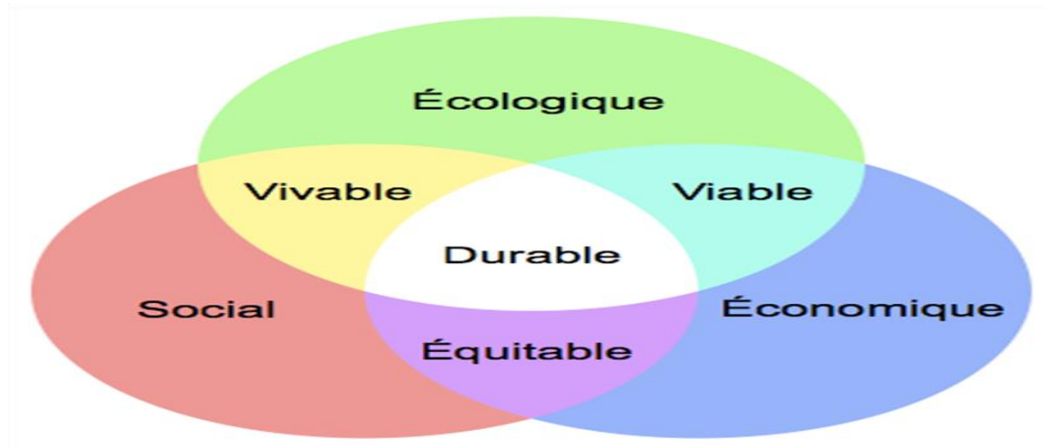 Écologique
Vivable
Viable
Durable
Social
Économique
Équitable